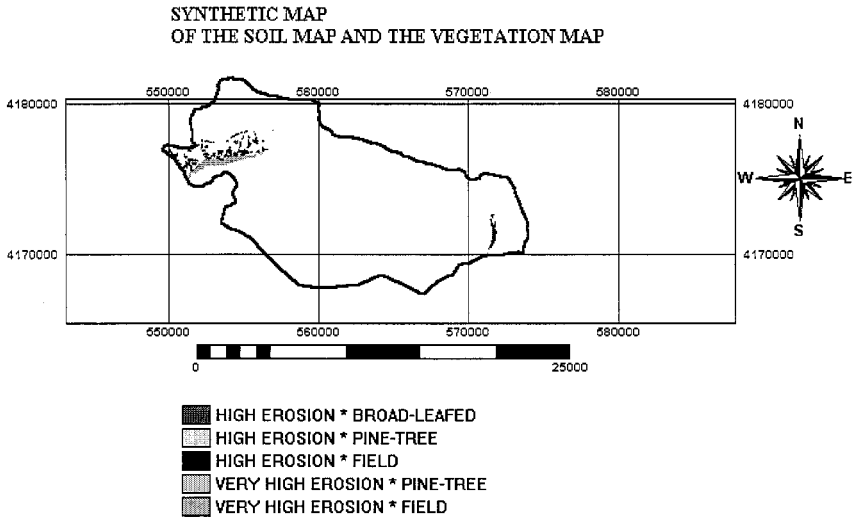 SYNTHETIC MAP
OF THE SOIL MAP AND THE VEGETATION MAP
550000 560000 570000 580000
4180000 4180000
N
W E
S
4170000 4170000
550000 560000 570000 580000
0 25000
HIGH EROSION * BROAD-LEAFED
HIGH EROSION * PINE-TREE
HIGH EROSION * FIELD
VERY HIGH EROSION * PINE-TREE
VERY HIGH EROSION * FIELD